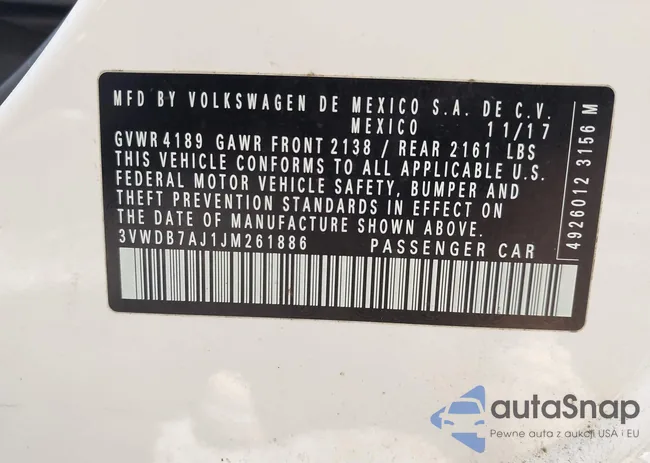 MFD BY VOLKSWAGEN DE MEXICO S.A. DE C.V.
MEXICO 11/17
GVWR 4189 GAWR FRONT 2138 / REAR 2161 LBS
THIS VEHICLE CONFORMS TO ALL APPLICABLE U.S.
FEDERAL MOTOR VEHICLE SAFETY, BUMPER AND
THEFT PREVENTION STANDARDS IN EFFECT ON
THE DATE OF MANUFACTURE SHOWN ABOVE.
3VWDB7AJ1JM261886 PASSENGER CAR
4926012 3156 M
autaSnap
Pewne auta z aukcji USA i EU